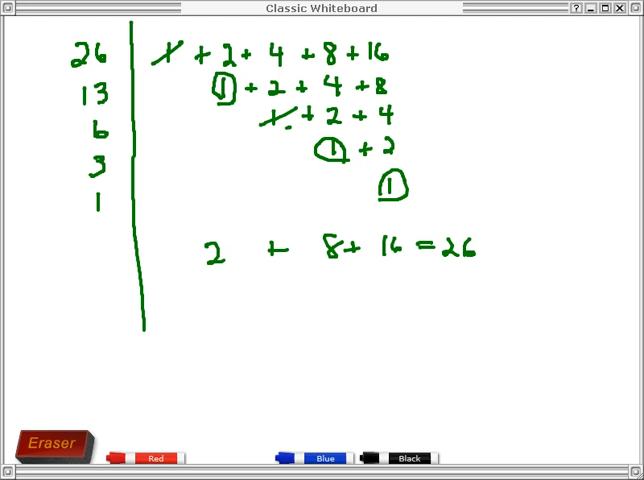 Classic Whiteboard
26 1 + 2 + 4 + 8 + 16
13 1 + 2 + 4 + 8
6 1 + 2 + 4
3 1 + 2
1 1
2 + 8 + 16 = 26
Eraser Red Blue Black